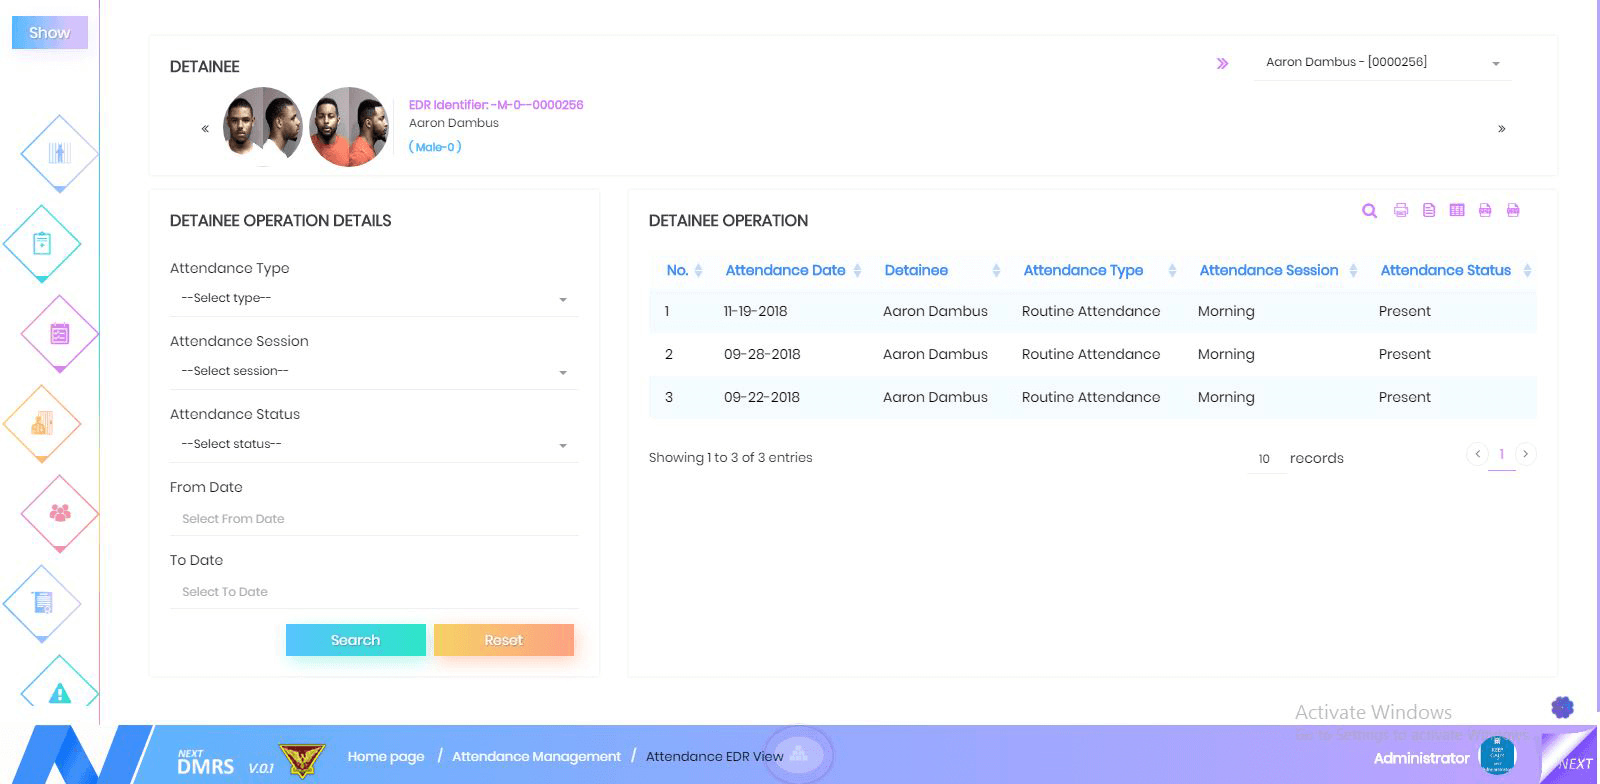 Show
DETAINEE
Aaron Dambus - [0000256]
EDR Identifier: -M-0--0000256
Aaron Dambus
( Male-0 )
DETAINEE OPERATION DETAILS
Attendance Type
--Select type--
Attendance Session
--Select session--
Attendance Status
--Select status--
From Date
Select From Date
To Date
Select To Date
Search Reset
DETAINEE OPERATION
No. Attendance Date Detainee Attendance Type Attendance Session Attendance Status
1 11-19-2018 Aaron Dambus Routine Attendance Morning Present
2 09-28-2018 Aaron Dambus Routine Attendance Morning Present
3 09-22-2018 Aaron Dambus Routine Attendance Morning Present
Showing 1 to 3 of 3 entries
10 records
1
Activate Windows
Go to Settings to activate Windows.
NEXT
DMRS V.0.1
Home page / Attendance Management / Attendance EDR View
Administrator
KEEP
CALM
NEXT